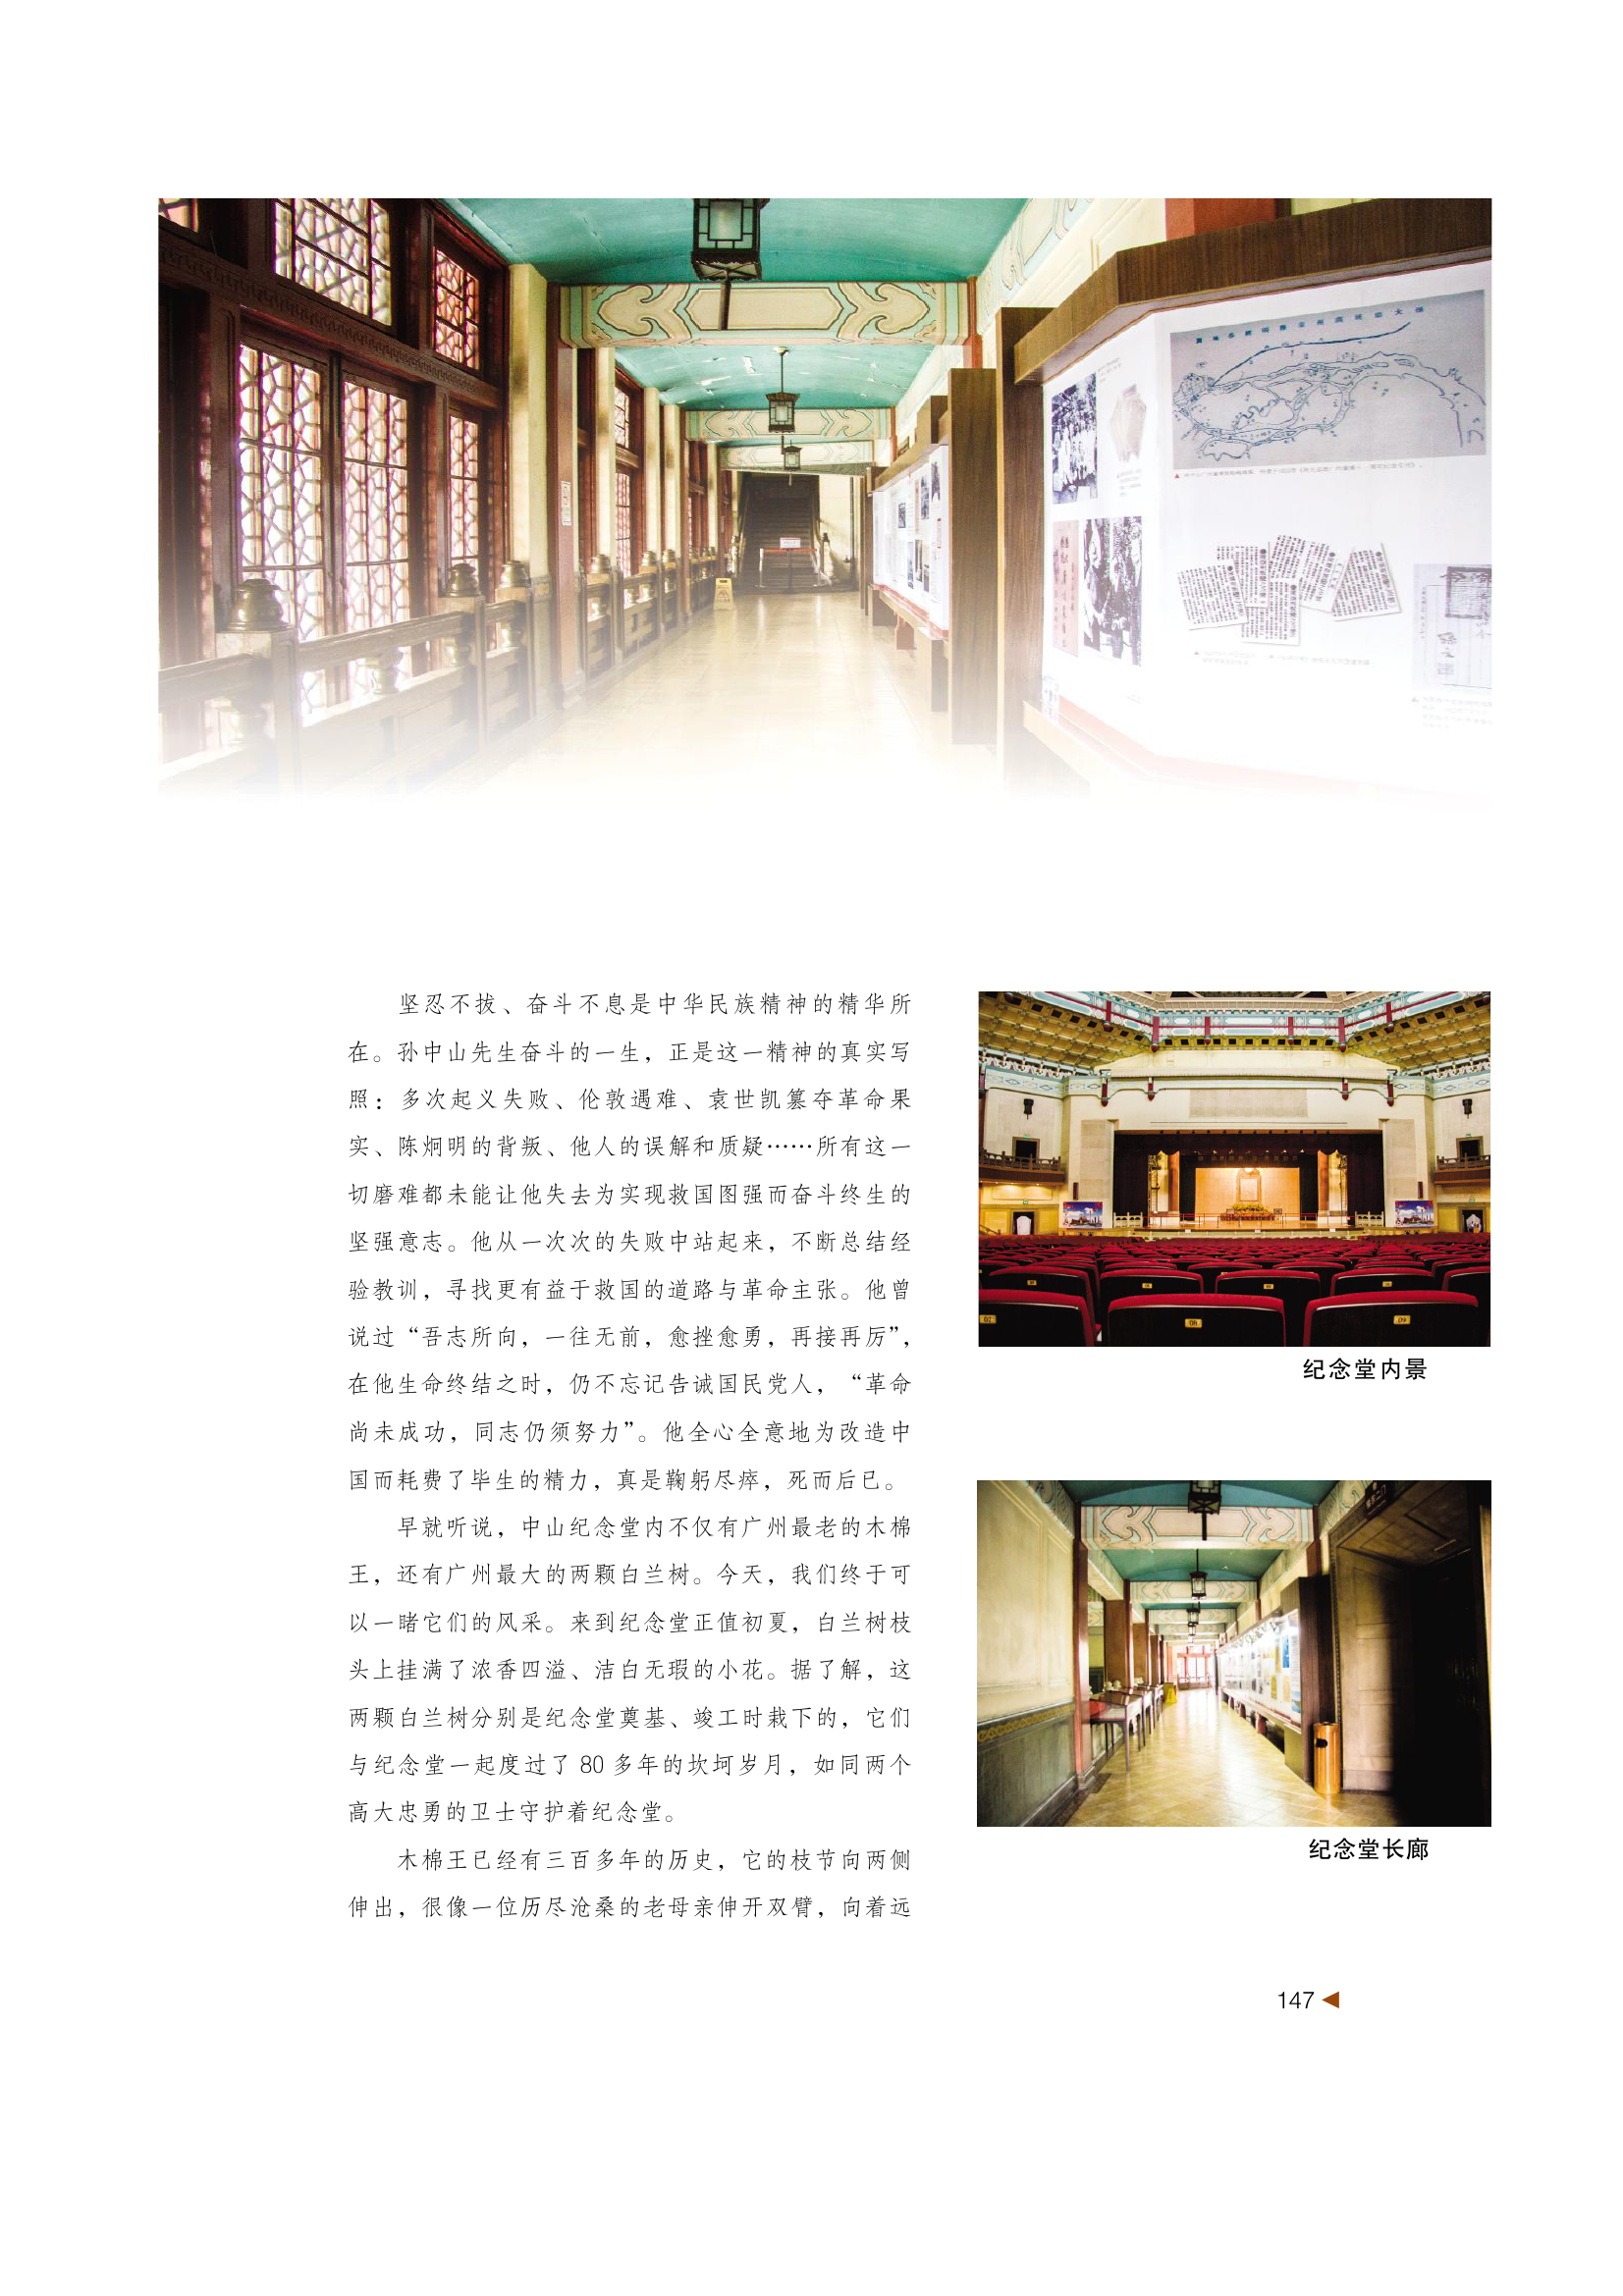 坚忍不拔、奋斗不息是中华民族精神的精华所
在。孙中山先生奋斗的一生，正是这一精神的真实写
照：多次起义失败、伦敦遇难、袁世凯篡夺革命果
实、陈炯明的背叛、他人的误解和质疑……所有这一
切磨难都未能让他失去为实现救国图强而奋斗终生的
坚强意志。他从一次次的失败中站起来，不断总结经
验教训，寻找更有益于救国的道路与革命主张。他曾
说过“吾志所向，一往无前，愈挫愈勇，再接再厉”，
在他生命终结之时，仍不忘记告诫国民党人，“革命
尚未成功，同志仍须努力”。他全心全意地为改造中
国而耗费了毕生的精力，真是鞠躬尽瘁，死而后已。
早就听说，中山纪念堂内不仅有广州最老的木棉
王，还有广州最大的两颗白兰树。今天，我们终于可
以一睹它们的风采。来到纪念堂正值初夏，白兰树枝
头上挂满了浓香四溢、洁白无瑕的小花。据了解，这
两颗白兰树分别是纪念堂奠基、竣工时栽下的，它们
与纪念堂一起度过了 80 多年的坎坷岁月，如同两个
高大忠勇的卫士守护着纪念堂。
木棉王已经有三百多年的历史，它的枝节向两侧
伸出，很像一位历尽沧桑的老母亲伸开双臂，向着远
纪念堂内景
纪念堂长廊
147